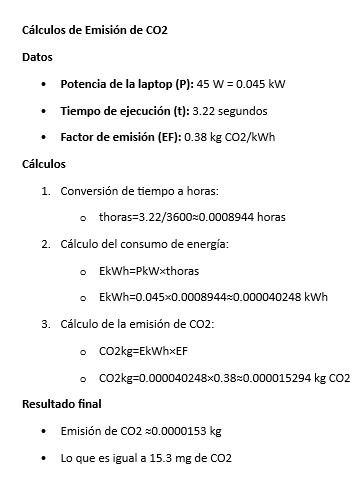 Cálculos de Emisión de CO2
Datos
• Potencia de la laptop (P): 45 W = 0.045 kW
• Tiempo de ejecución (t): 3.22 segundos
• Factor de emisión (EF): 0.38 kg CO2/kWh
Cálculos
1. Conversión de tiempo a horas:
o thoras=3.22/3600≈0.0008944 horas
2. Cálculo del consumo de energía:
o EkWh=PkW×thoras
o EkWh=0.045×0.0008944≈0.000040248 kWh
3. Cálculo de la emisión de CO2:
o CO2kg=EkWh×EF
o CO2kg=0.000040248×0.38≈0.000015294 kg CO2
Resultado final
• Emisión de CO2 ≈0.0000153 kg
• Lo que es igual a 15.3 mg de CO2